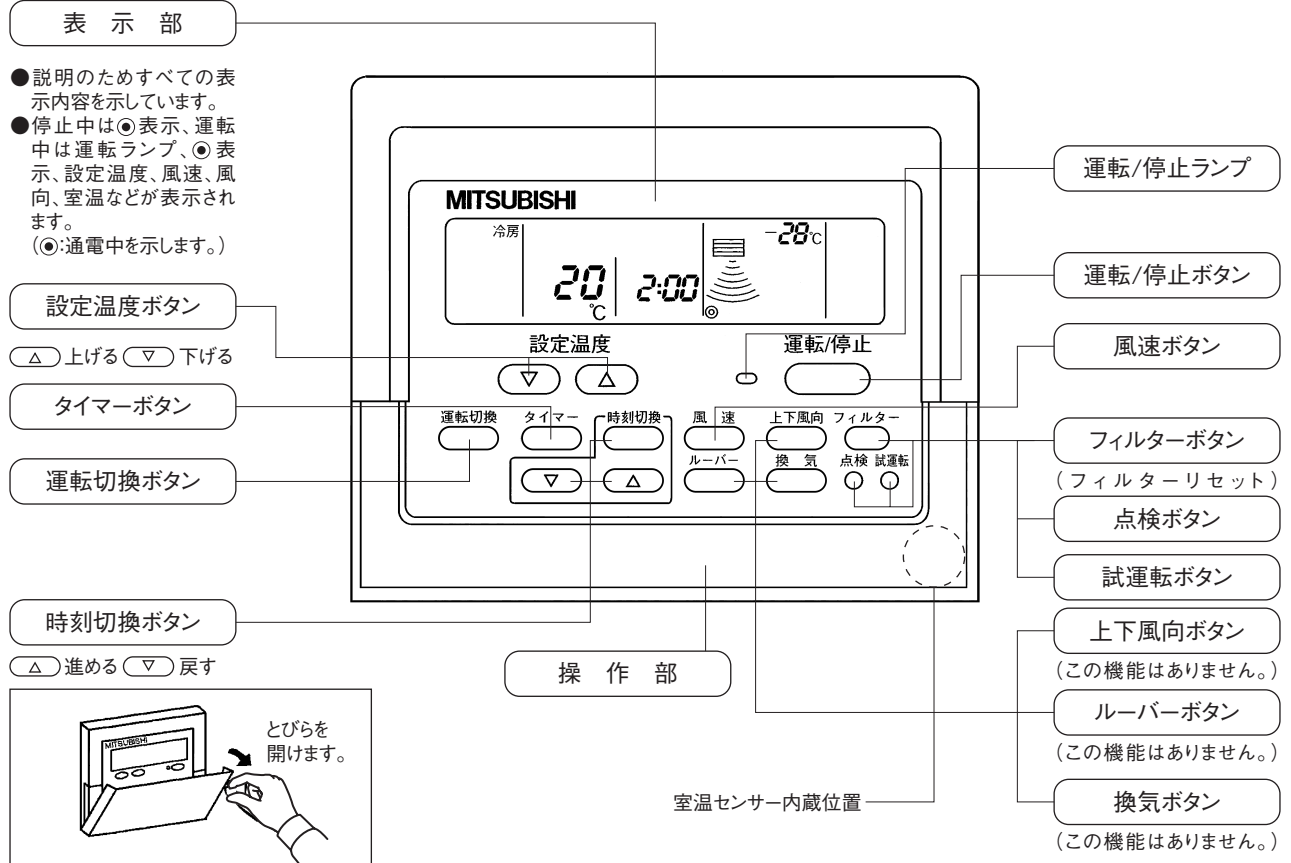 表 示 部
●説明のためすべての表
示内容を示しています。
●停止中は◉表示、運転
中は運転ランプ、◉表
示、設定温度、風速、風
向、室温などが表示され
ます。
(◉:通電中を示します。)
設定温度ボタン
△ 上げる ▽ 下げる
タイマーボタン
運転切換ボタン
時刻切換ボタン
△ 進める ▽ 戻す
MITSUBISHI
とびらを
開けます。
MITSUBISHI
冷房
20
℃
2:00
◎
-28℃
設定温度
▽ △
運転/停止
運転切換
タイマー
時刻切換
風 速
上下風向
フィルター
▽ △
ルーバー
換 気
点検
試運転
操 作 部
室温センサー内蔵位置
運転/停止ランプ
運転/停止ボタン
風速ボタン
フィルターボタン
(フィルターリセット)
点検ボタン
試運転ボタン
上下風向ボタン
(この機能はありません。)
ルーバーボタン
(この機能はありません。)
換気ボタン
(この機能はありません。)